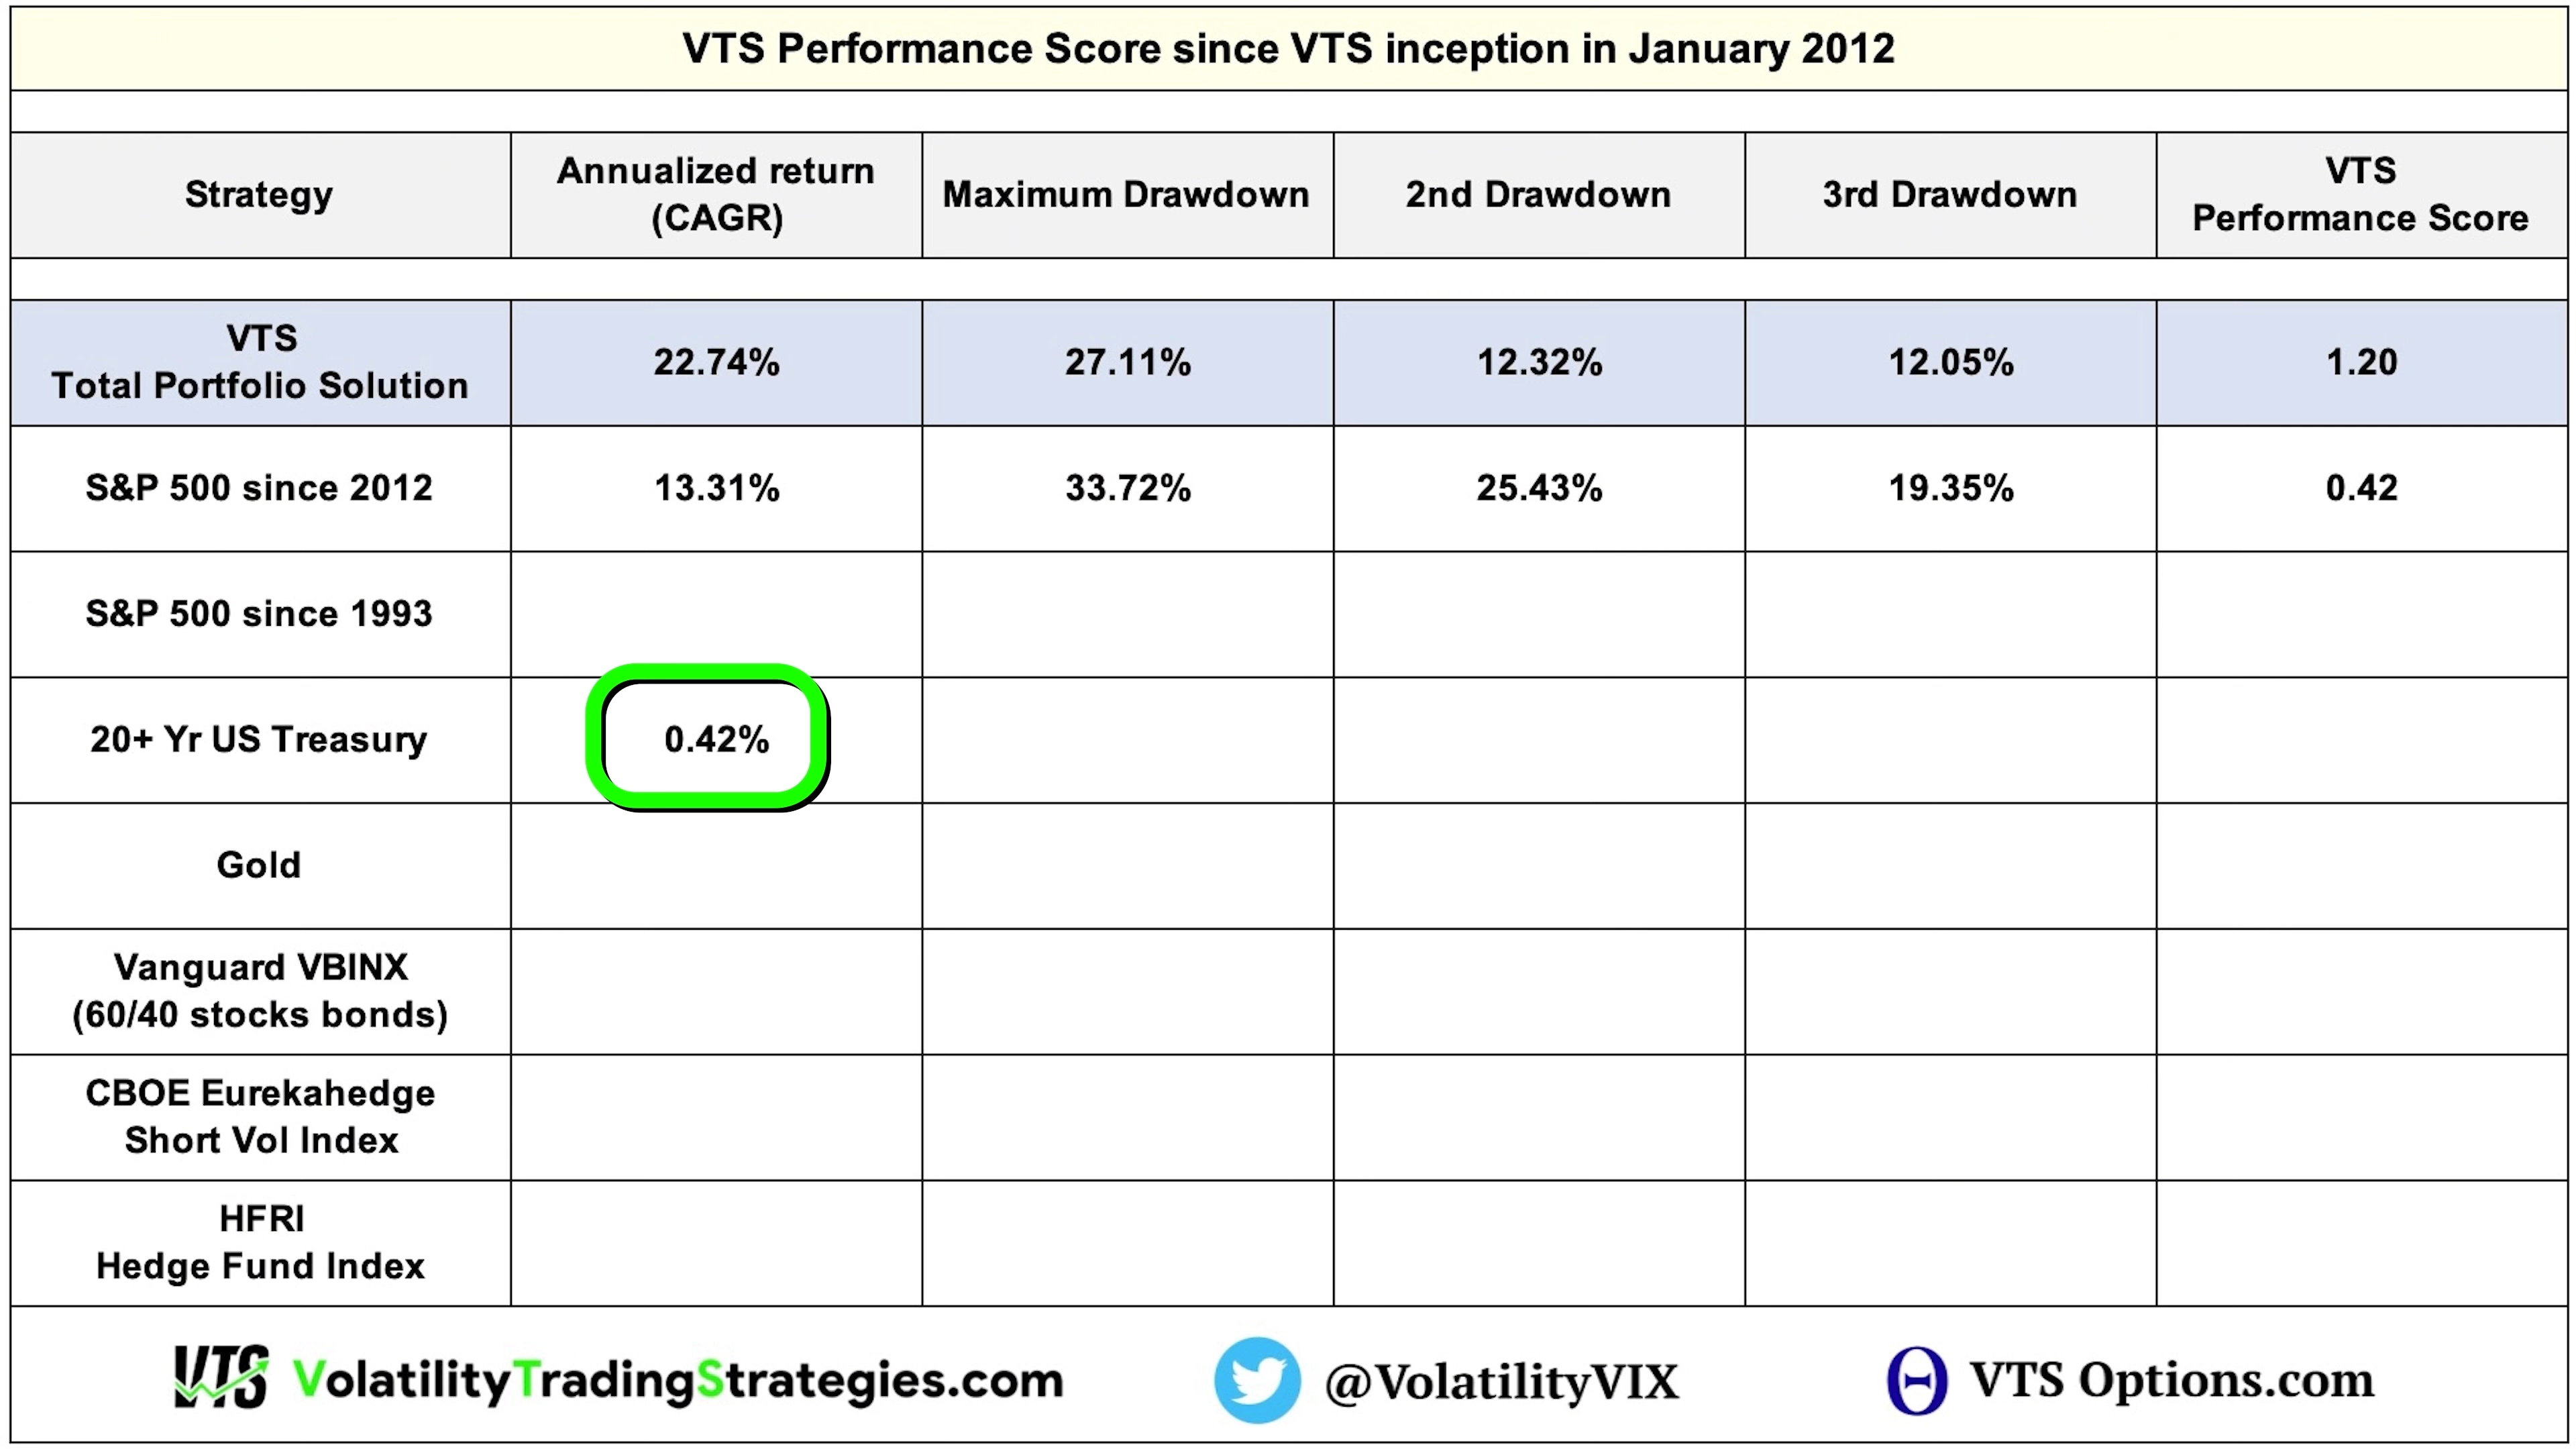 VTS Performance Score since VTS inception in January 2012
Strategy
Annualized return
(CAGR)
Maximum Drawdown
2nd Drawdown
3rd Drawdown
VTS
Performance Score
VTS
Total Portfolio Solution
22.74%
27.11%
12.32%
12.05%
1.20
S&P 500 since 2012
13.31%
33.72%
25.43%
19.35%
0.42
S&P 500 since 1993
20+ Yr US Treasury
0.42%
Gold
Vanguard VBINX
(60/40 stocks bonds)
CBOE Eurekahedge
Short Vol Index
HFRI
Hedge Fund Index
VTS VolatilityTradingStrategies.com
@VolatilityVIX
VTS Options.com